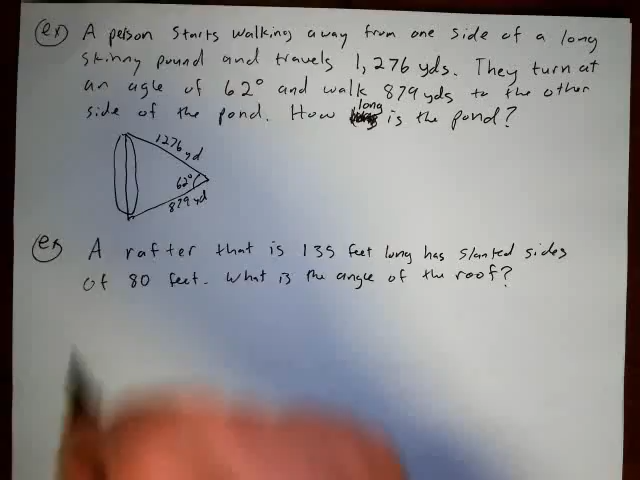 ex) A person starts walking away from one side of a long
skinny pound and travels 1,276 yds. They turn at
an agle of 62° and walk 879 yds to the other
side of the pond. How long is the pond?
1276 yd
62°
879 yd
ex A rafter that is 135 feet long has slanted sides
of 80 feet. What is the angle of the roof?